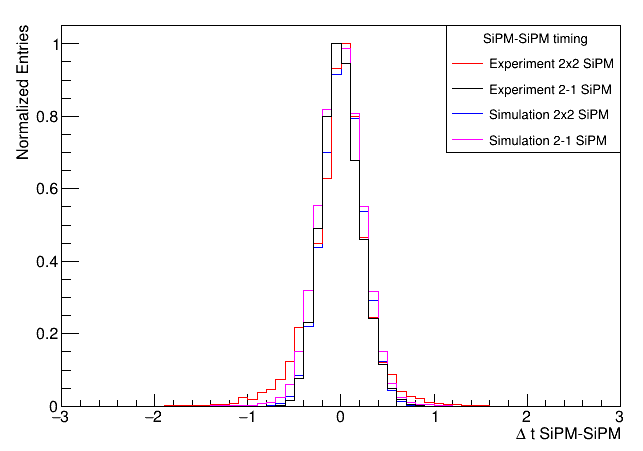 SiPM-SiPM timing
Experiment 2x2 SiPM
Experiment 2-1 SiPM
Simulation 2x2 SiPM
Simulation 2-1 SiPM
Normalized Entries
1
0.8
0.6
0.4
0.2
0
−3 −2 −1 0 1 2 3
Δ t SiPM-SiPM